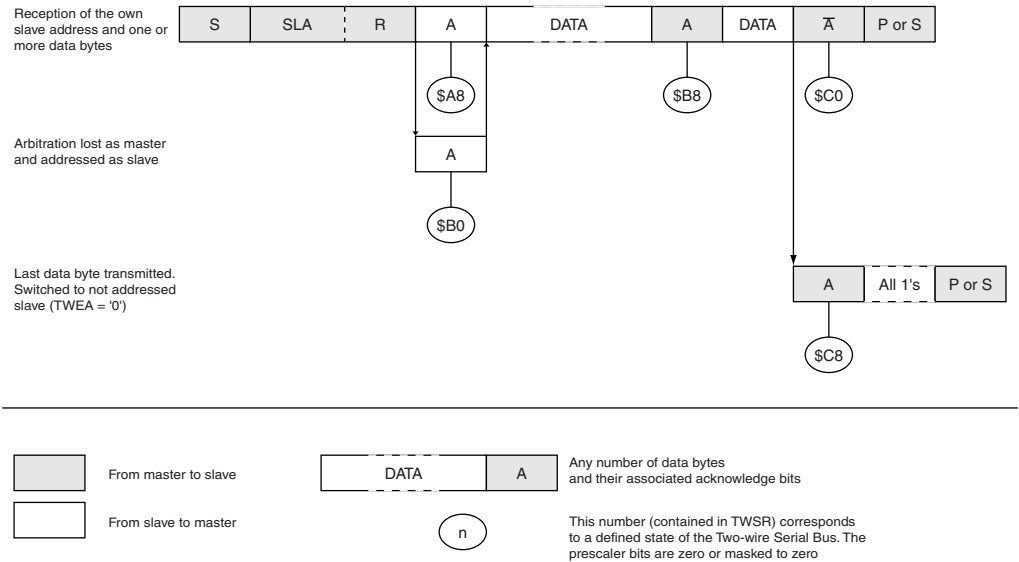 Reception of the own
slave address and one or
more data bytes
S SLA R A DATA A DATA A̅ P or S
$A8 $B8 $C0
Arbitration lost as master
and addressed as slave
A
$B0
Last data byte transmitted.
Switched to not addressed
slave (TWEA = '0')
A All 1's P or S
$C8
From master to slave
DATA A
Any number of data bytes
and their associated acknowledge bits
From slave to master
n
This number (contained in TWSR) corresponds
to a defined state of the Two-wire Serial Bus. The
prescaler bits are zero or masked to zero